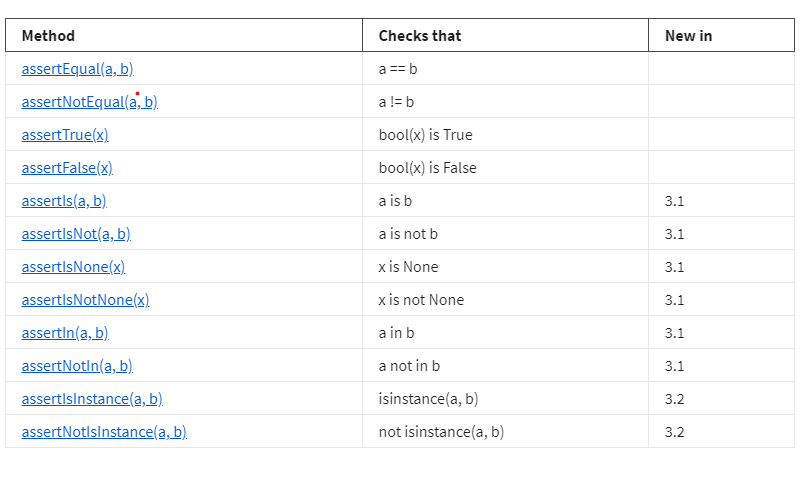 Method Checks that New in
assertEqual(a, b) a == b
assertNotEqual(a, b) a != b
assertTrue(x) bool(x) is True
assertFalse(x) bool(x) is False
assertIs(a, b) a is b 3.1
assertIsNot(a, b) a is not b 3.1
assertIsNone(x) x is None 3.1
assertIsNotNone(x) x is not None 3.1
assertIn(a, b) a in b 3.1
assertNotIn(a, b) a not in b 3.1
assertIsInstance(a, b) isinstance(a, b) 3.2
assertNotIsInstance(a, b) not isinstance(a, b) 3.2